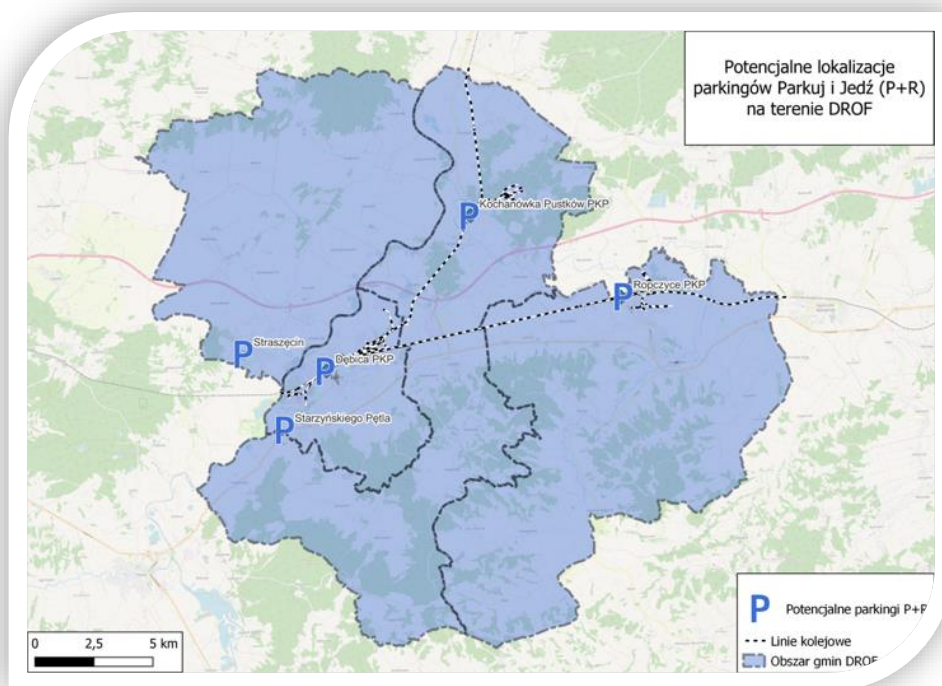 Potencjalne lokalizacje
parkingów Parkuj i Jedź (P+R)
na terenie DROF
P Kochanówka Pustków PKP
P Ropczyce PKP
P Straszęcin
P Dębica PKP
P Starzyńskiego Pętla
P Potencjalne parkingi P+R
Linie kolejowe
Obszar gmin DROF
0 2,5 5 km